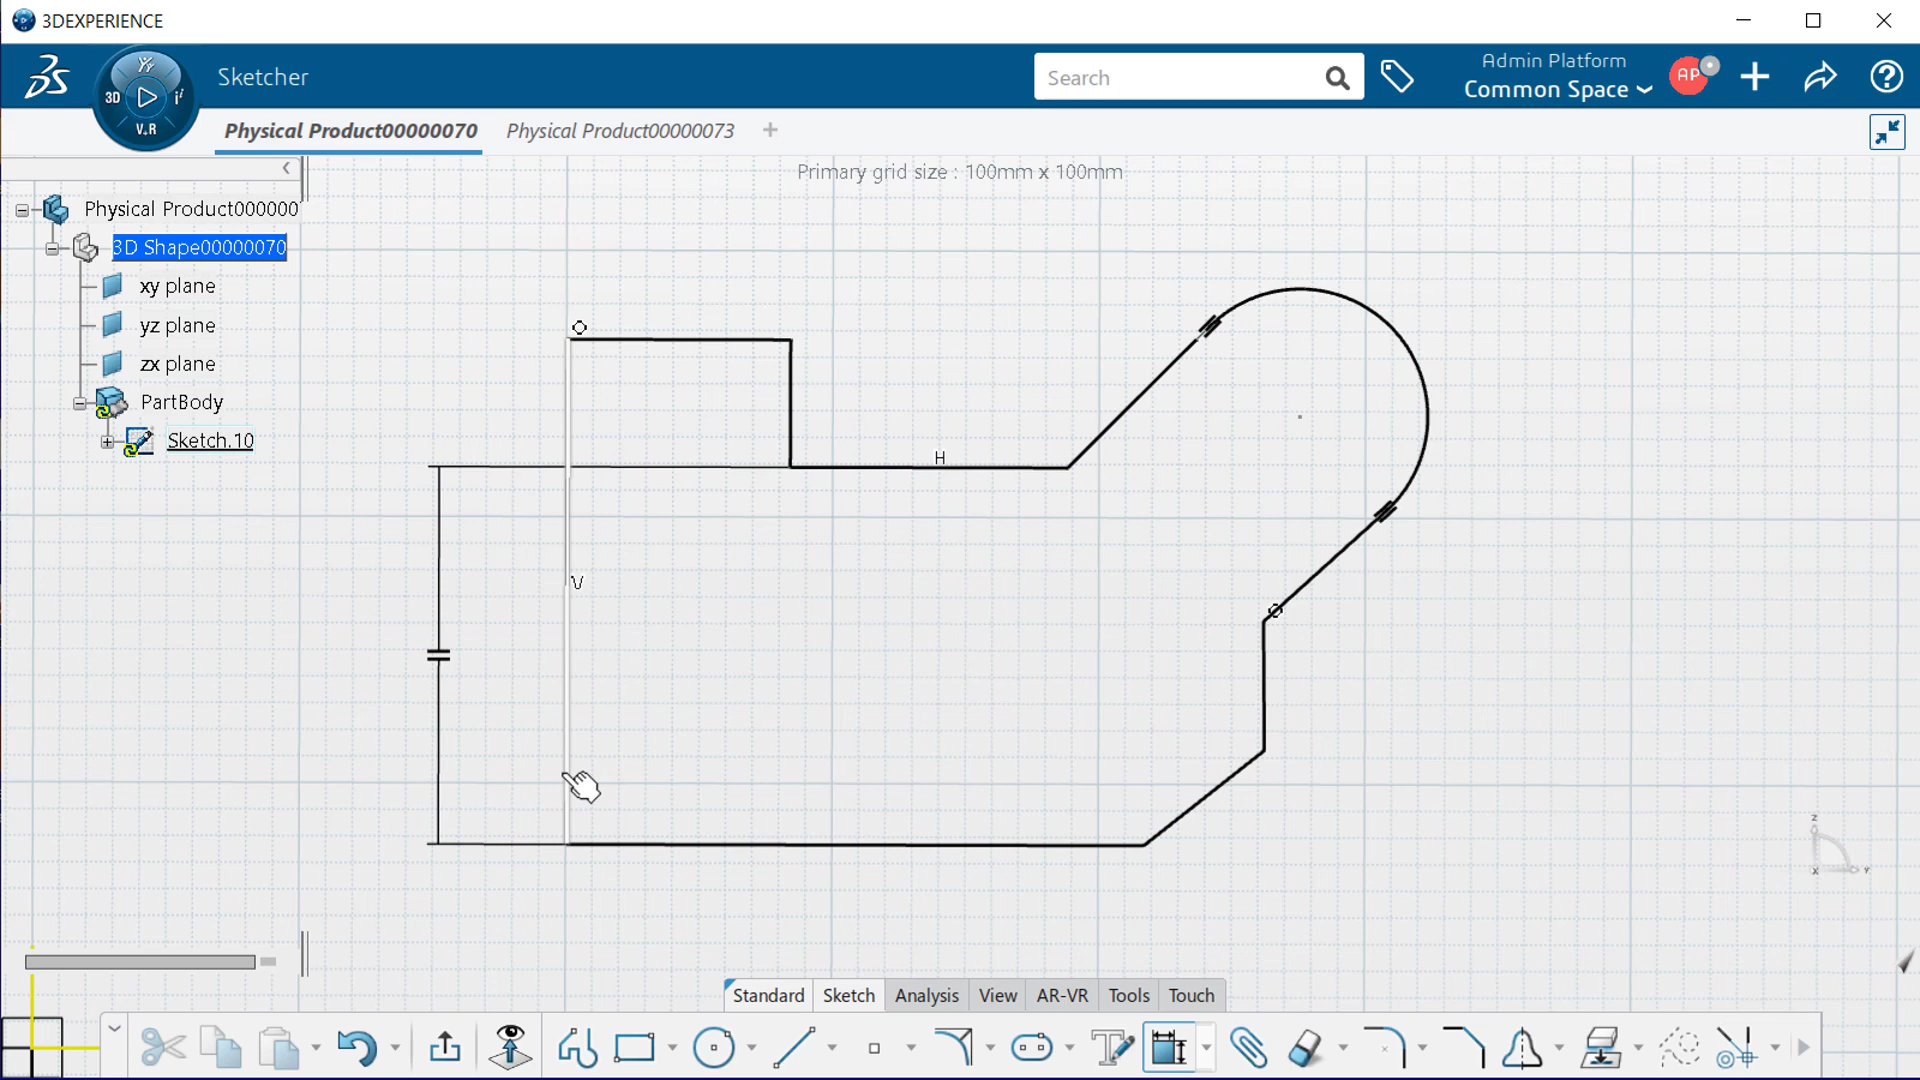 3DEXPERIENCE
3D
V.R
Sketcher
Search
Admin Platform
Common Space
AP
Physical Product00000070
Physical Product00000073
Primary grid size : 100mm x 100mm
Physical Product000000
3D Shape00000070
xy plane
yz plane
zx plane
PartBody
Sketch.10
H
V
Z
X
Y
Standard
Sketch
Analysis
View
AR-VR
Tools
Touch